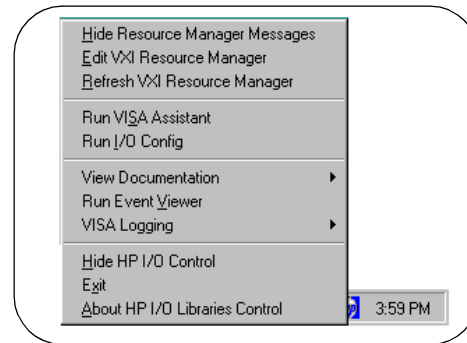 Hide Resource Manager Messages
Edit VXI Resource Manager
Refresh VXI Resource Manager
Run VISA Assistant
Run I/O Config
View Documentation
Run Event Viewer
VISA Logging
Hide HP I/O Control
Exit
About HP I/O Libraries Control
3:59 PM